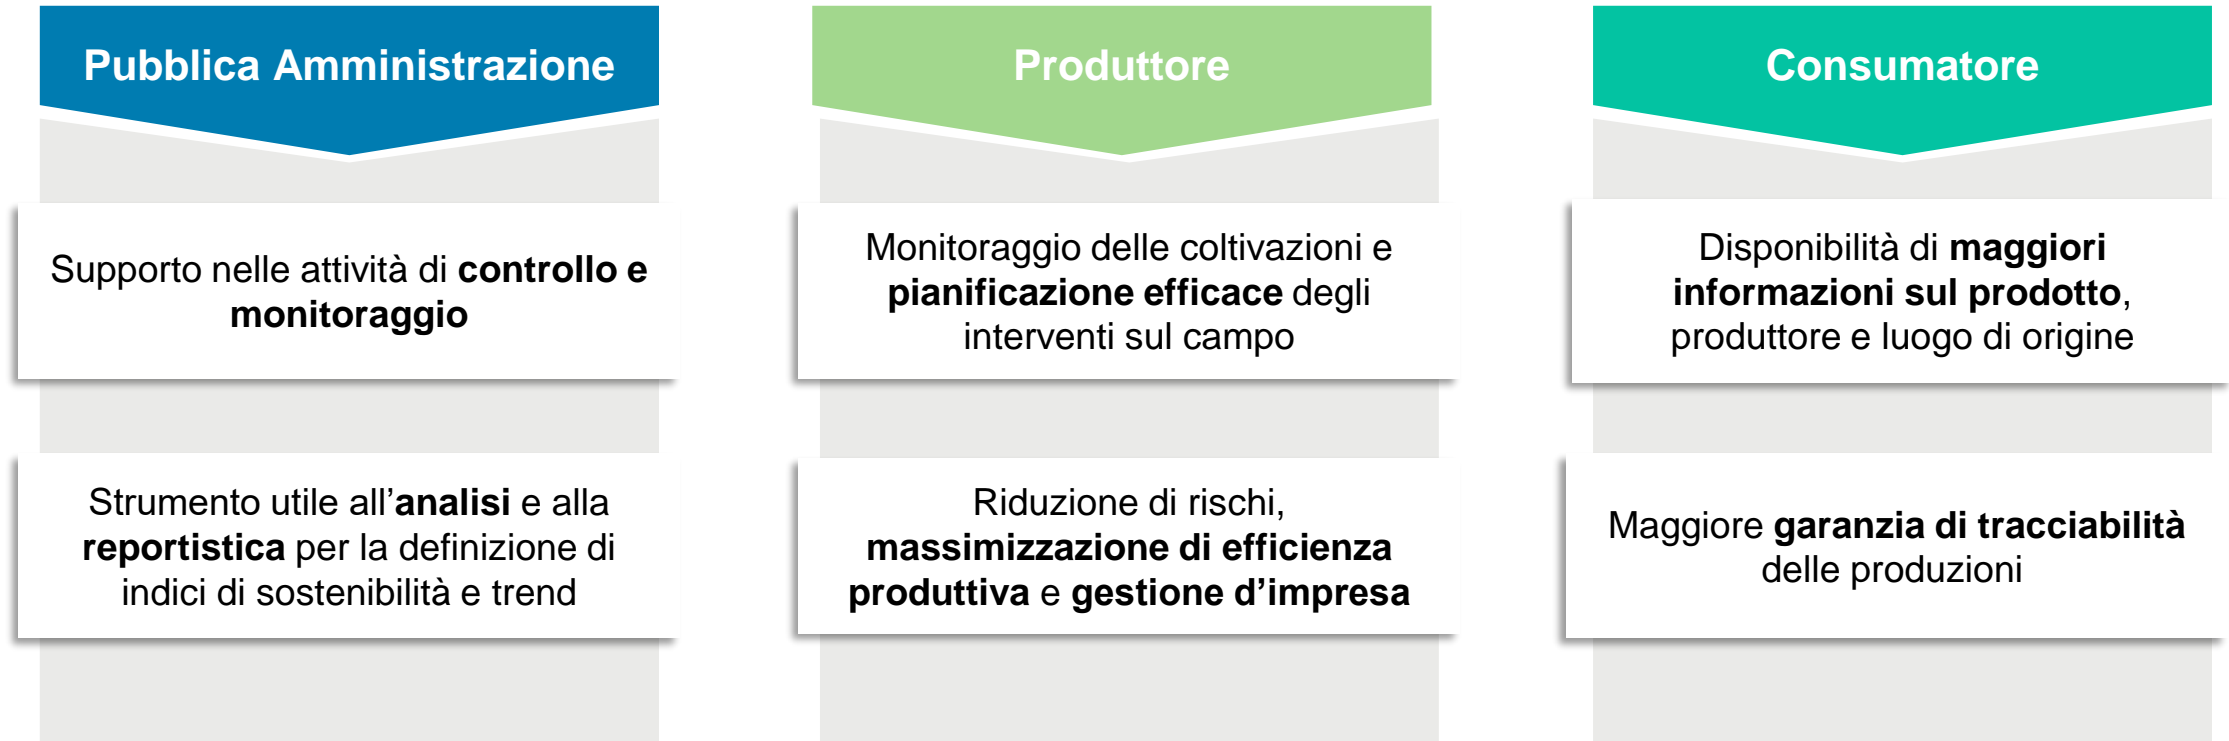 Pubblica Amministrazione
Supporto nelle attività di controllo e
monitoraggio
Strumento utile all’analisi e alla
reportistica per la definizione di
indici di sostenibilità e trend
Produttore
Monitoraggio delle coltivazioni e
pianificazione efficace degli
interventi sul campo
Riduzione di rischi,
massimizzazione di efficienza
produttiva e gestione d’impresa
Consumatore
Disponibilità di maggiori
informazioni sul prodotto,
produttore e luogo di origine
Maggiore garanzia di tracciabilità
delle produzioni